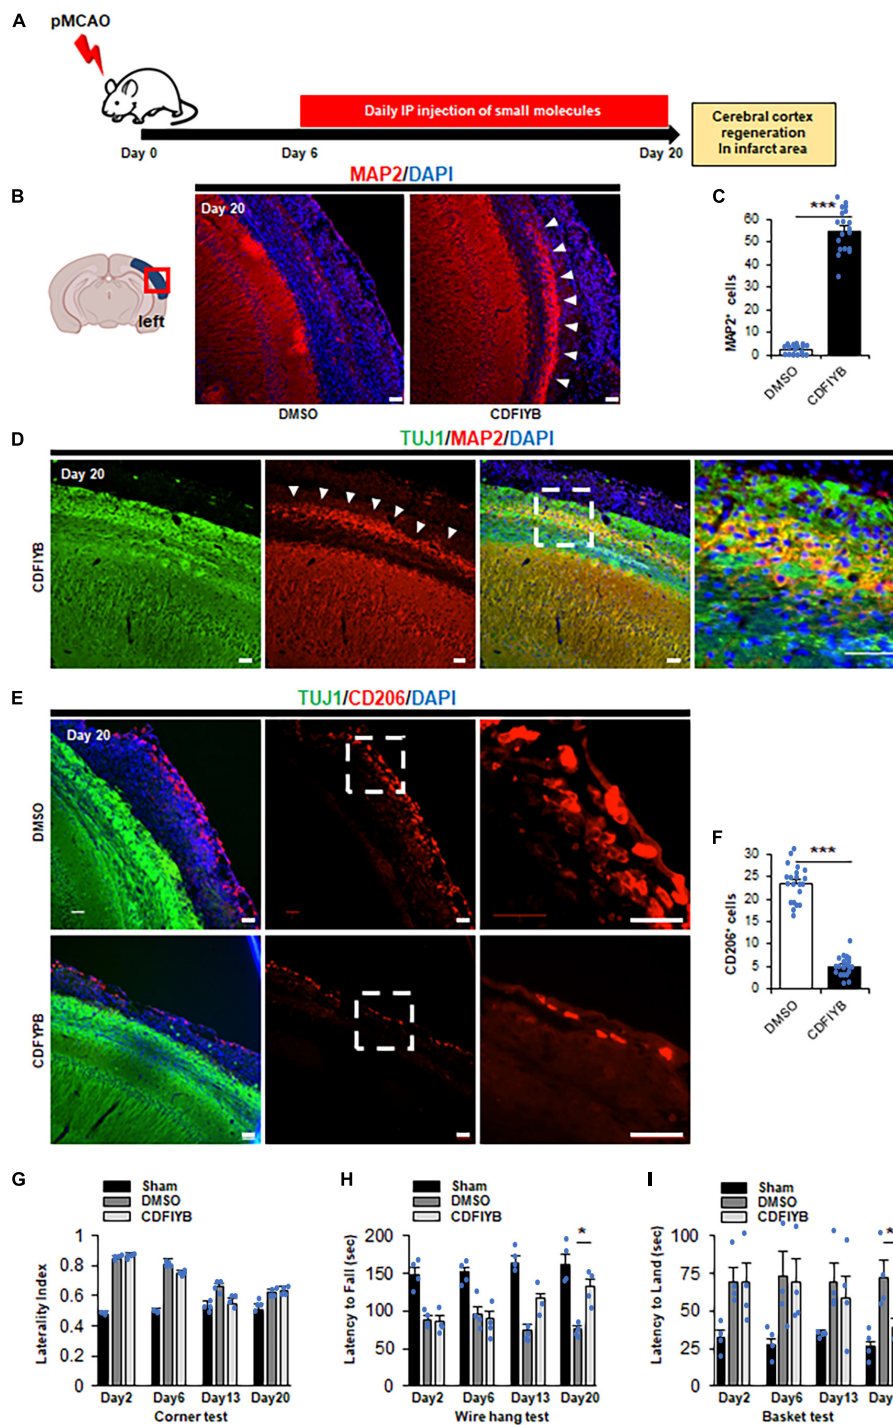 A
pMCAO
Daily IP injection of small molecules
Day 0
Day 6
Day 20
Cerebral cortex
regeneration
In infarct area
B
MAP2/DAPI
Day 20
left
DMSO
CDFIYB
C
***
MAP2+ cells
60
50
40
30
20
10
0
DMSO
CDFIYB
D
TUJ1/MAP2/DAPI
Day 20
CDFIYB
E
TUJ1/CD206/DAPI
Day 20
DMSO
CDFYPB
F
***
CD206+ cells
30
25
20
15
10
5
0
DMSO
CDFIYB
G
Sham
DMSO
CDFIYB
Laterality Index
1
0.8
0.6
0.4
0.2
0
Day2 Day6 Day13 Day20
Corner test
H
Sham
DMSO
CDFIYB
*
Latency to Fall (sec)
200
150
100
50
0
Day2 Day6 Day13 Day20
Wire hang test
I
Sham
DMSO
CDFIYB
*
Latency to Land (sec)
100
75
50
25
0
Day2 Day6 Day13
Basket test